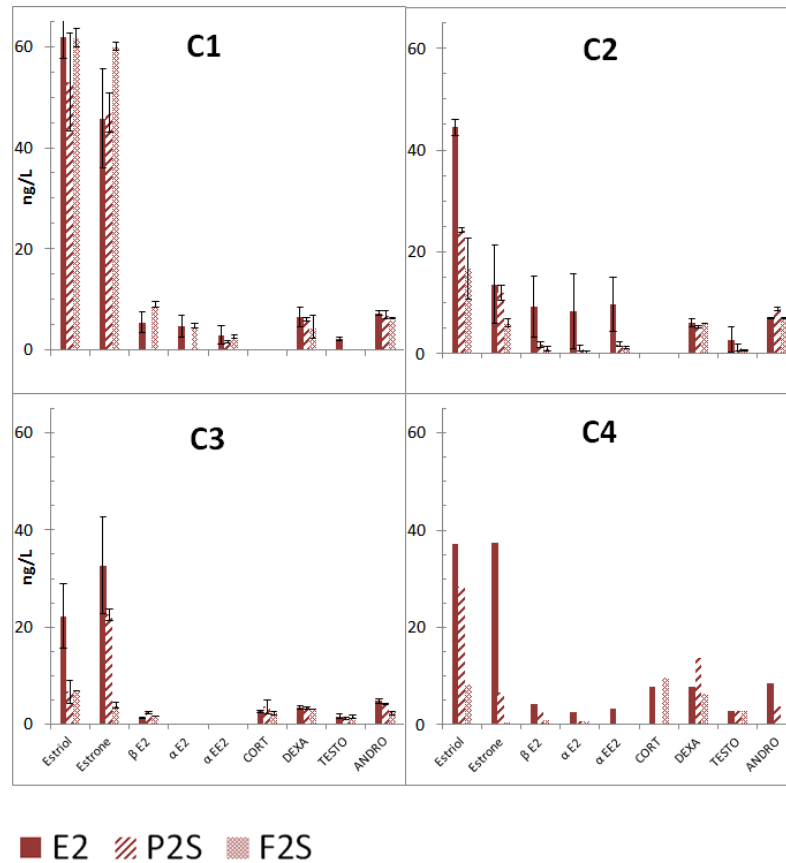 C1
60
40
20
0
ng/L
C2
60
40
20
0
C3
60
40
20
0
ng/L
Estriol
Estrone
β E2
α E2
α EE2
CORT
DEXA
TESTO
ANDRO
C4
60
40
20
0
Estriol
Estrone
β E2
α E2
α EE2
CORT
DEXA
TESTO
ANDRO
E2 P2S F2S